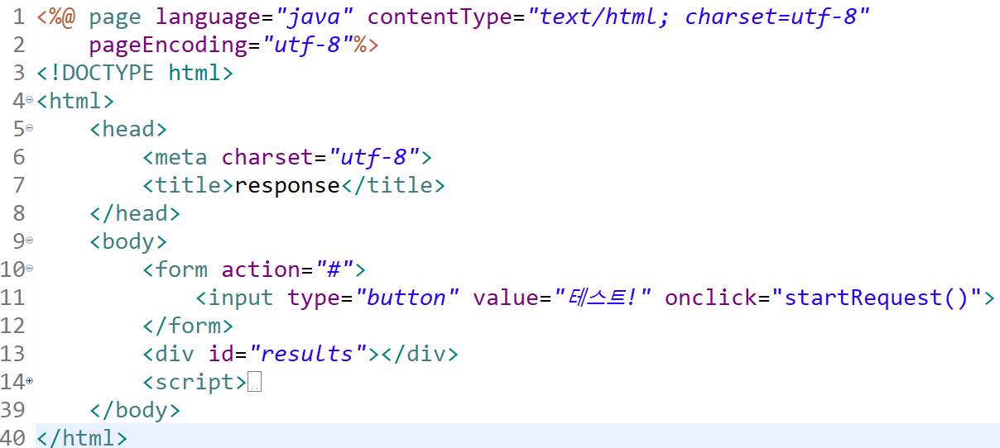 1 <%@ page language="java" contentType="text/html; charset=utf-8"
2     pageEncoding="utf-8"%>
3 <!DOCTYPE html>
4 <html>
5     <head>
6         <meta charset="utf-8">
7         <title>response</title>
8     </head>
9     <body>
10         <form action="#">
11             <input type="button" value="테스트!" onclick="startRequest()">
12         </form>
13         <div id="results"></div>
14         <script>
39     </body>
40 </html>